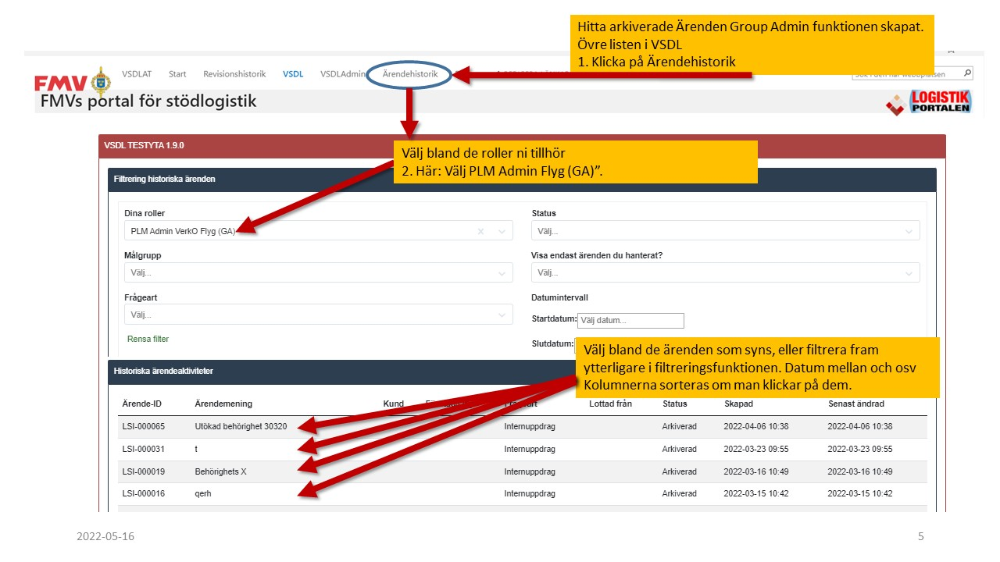 Hitta arkiverade Ärenden Group Admin funktionen skapat.
Övre listen i VSDL
1. Klicka på Ärendehistorik
VSDLAT Start Revisionshistorik VSDL VSDLAdmin Ärendehistorik
FMV
FMVs portal för stödlogistik
LOGISTIK
PORTALEN
VSDL TESTYTA 1.9.0
Välj bland de roller ni tillhör
2. Här: Välj PLM Admin Flyg (GA)”.
Filtrering historiska ärenden
Dina roller Status
PLM Admin VerkO Flyg (GA) Välj...
Målgrupp Visa endast ärenden du hanterat?
Välj... Välj...
Frågeart Datumintervall
Välj... Startdatum: Välj datum...
Rensa filter Slutdatum:
Välj bland de ärenden som syns, eller filtrera fram
ytterligare i filtreringsfunktionen. Datum mellan och osv
Kolumnerna sorteras om man klickar på dem.
Historiska ärendeaktiviteter
Ärende-ID Ärendemening Kund Frågeart Lottad från Status Skapad Senast ändrad
LSI-000065 Utökad behörighet 30320 Internuppdrag Arkiverad 2022-04-06 10:38 2022-04-06 10:38
LSI-000031 t Internuppdrag Arkiverad 2022-03-23 09:55 2022-03-23 09:55
LSI-000019 Behörighets X Internuppdrag Arkiverad 2022-03-16 10:49 2022-03-16 10:49
LSI-000016 qerh Internuppdrag Arkiverad 2022-03-15 10:42 2022-03-15 10:42
2022-05-16 5